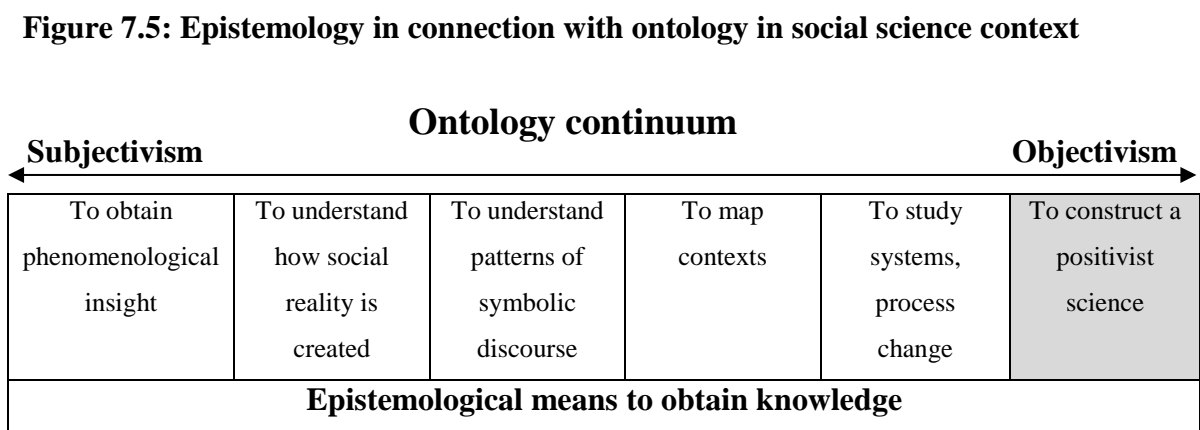 Figure 7.5: Epistemology in connection with ontology in social science context
Ontology continuum
Subjectivism
Objectivism
To obtain
phenomenological
insight
To understand
how social
reality is
created
To understand
patterns of
symbolic
discourse
To map
contexts
To study
systems,
process
change
To construct a
positivist
science
Epistemological means to obtain knowledge